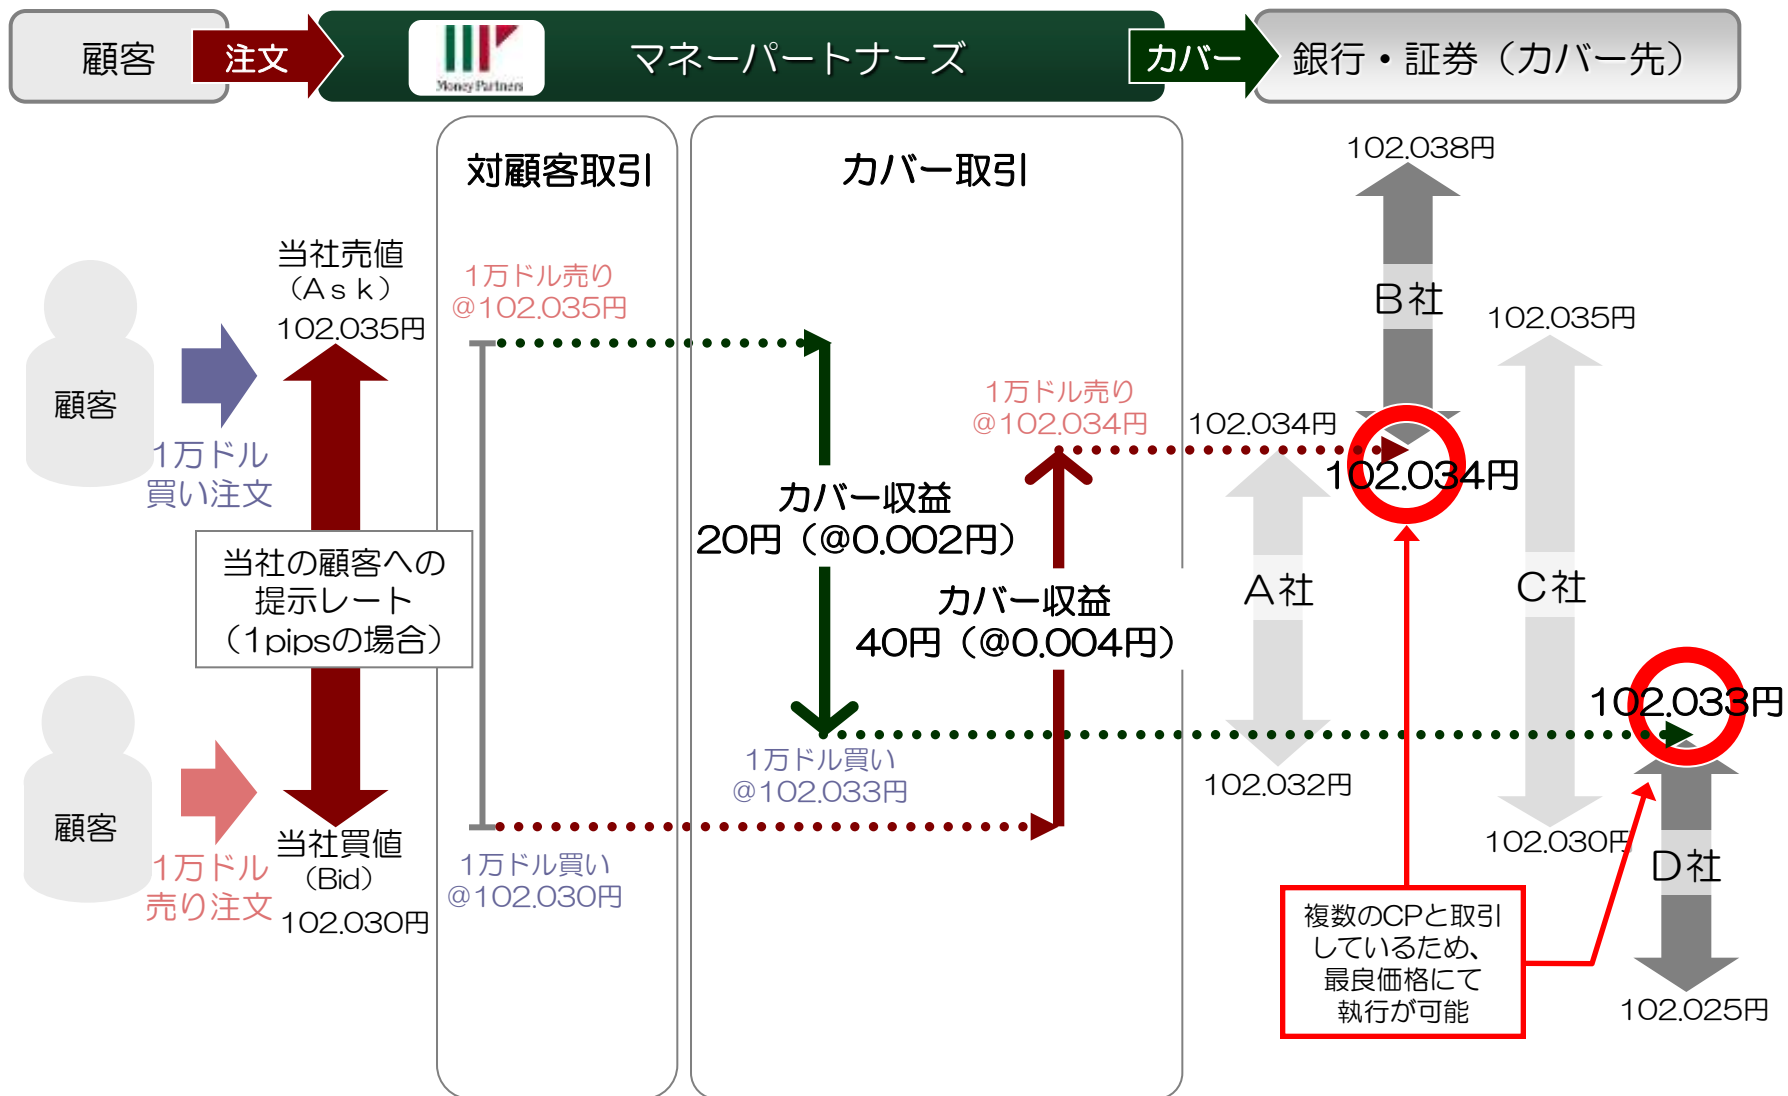 顧客
注文
Money Partners
マネーパートナーズ
カバー
銀行・証券（カバー先）
対顧客取引
カバー取引
102.038円
当社売値
（Ａｓｋ）
102.035円
1万ドル売り
@102.035円
B社
102.035円
顧客
1万ドル
買い注文
1万ドル売り
@102.034円
102.034円
102.034円
カバー収益
20円（@0.002円）
当社の顧客への
提示レート
（1pipsの場合）
カバー収益
40円（@0.004円）
A社
C社
102.033円
1万ドル買い
@102.033円
102.032円
顧客
1万ドル
売り注文
当社買値
（Bid）
102.030円
1万ドル買い
@102.030円
102.030円
D社
複数のCPと取引
しているため、
最良価格にて
執行が可能
102.025円